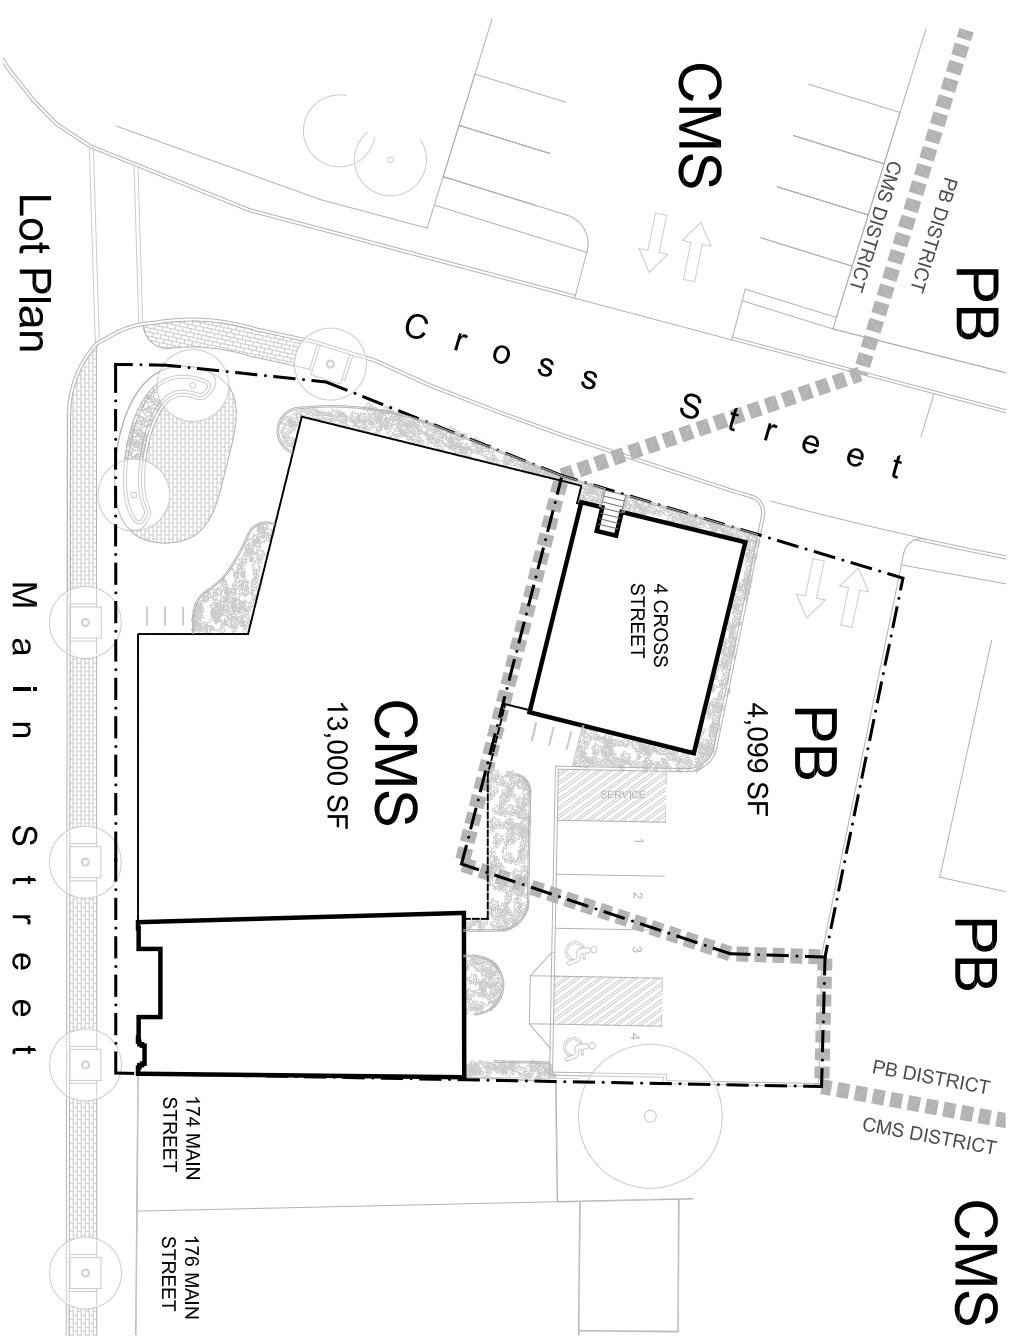 Lot Plan
CMS
PB
PB DISTRICT
CMS DISTRICT
Cross Street
4 CROSS
STREET
PB
4,099 SF
CMS
13,000 SF
SERVICE
1
2
3
4
PB
PB DISTRICT
CMS DISTRICT
CMS
Main Street
174 MAIN
STREET
176 MAIN
STREET